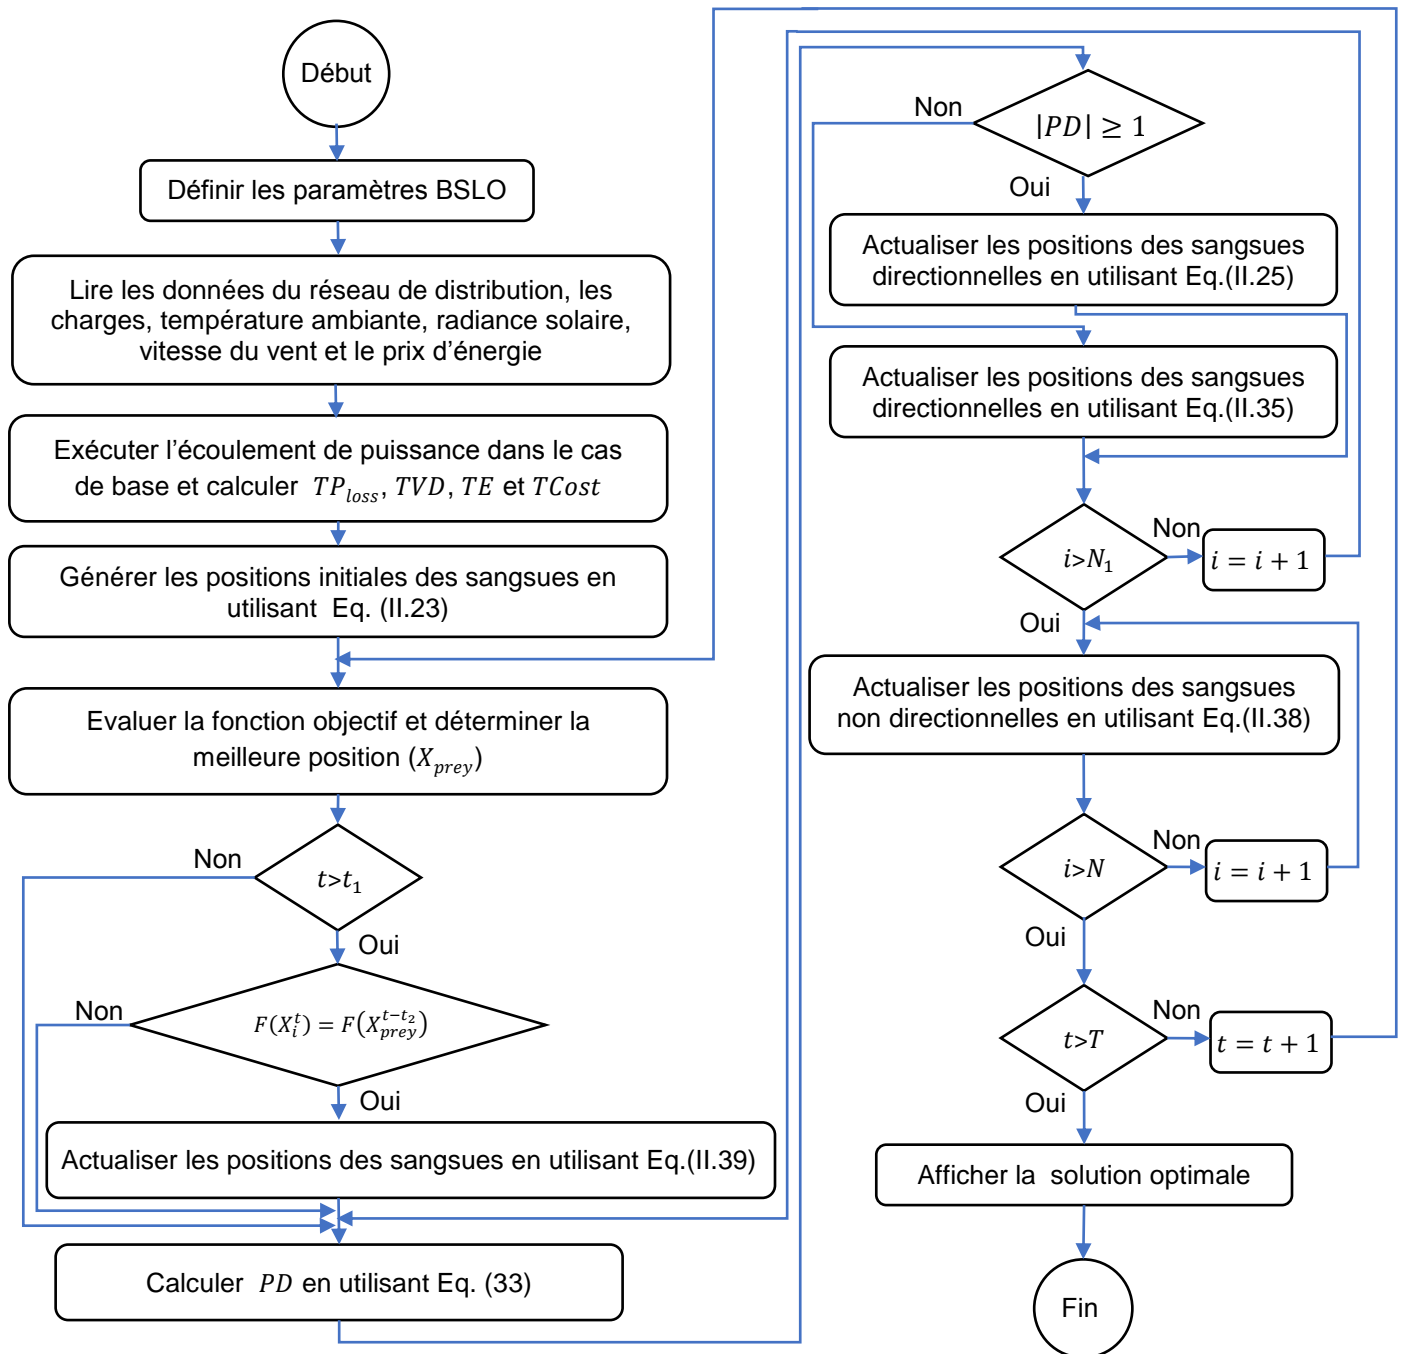 Début
Définir les paramètres BSLO
Lire les données du réseau de distribution, les
charges, température ambiante, radiance solaire,
vitesse du vent et le prix d’énergie
Exécuter l’écoulement de puissance dans le cas
de base et calculer TP_loss, TVD, TE et TCost
Générer les positions initiales des sangsues en
utilisant Eq. (II.23)
Evaluer la fonction objectif et déterminer la
meilleure position (X_prey)
Non
t>t_1
Oui
Non
F(X_i^t) = F(X_prey^{t−t_2})
Oui
Actualiser les positions des sangsues en utilisant Eq.(II.39)
Calculer PD en utilisant Eq. (33)
Non
|PD| ≥ 1
Oui
Actualiser les positions des sangsues
directionnelles en utilisant Eq.(II.25)
Actualiser les positions des sangsues
directionnelles en utilisant Eq.(II.35)
i>N_1
Non
i = i + 1
Oui
Actualiser les positions des sangsues
non directionnelles en utilisant Eq.(II.38)
i>N
Non
i = i + 1
Oui
t>T
Non
t = t + 1
Oui
Afficher la solution optimale
Fin